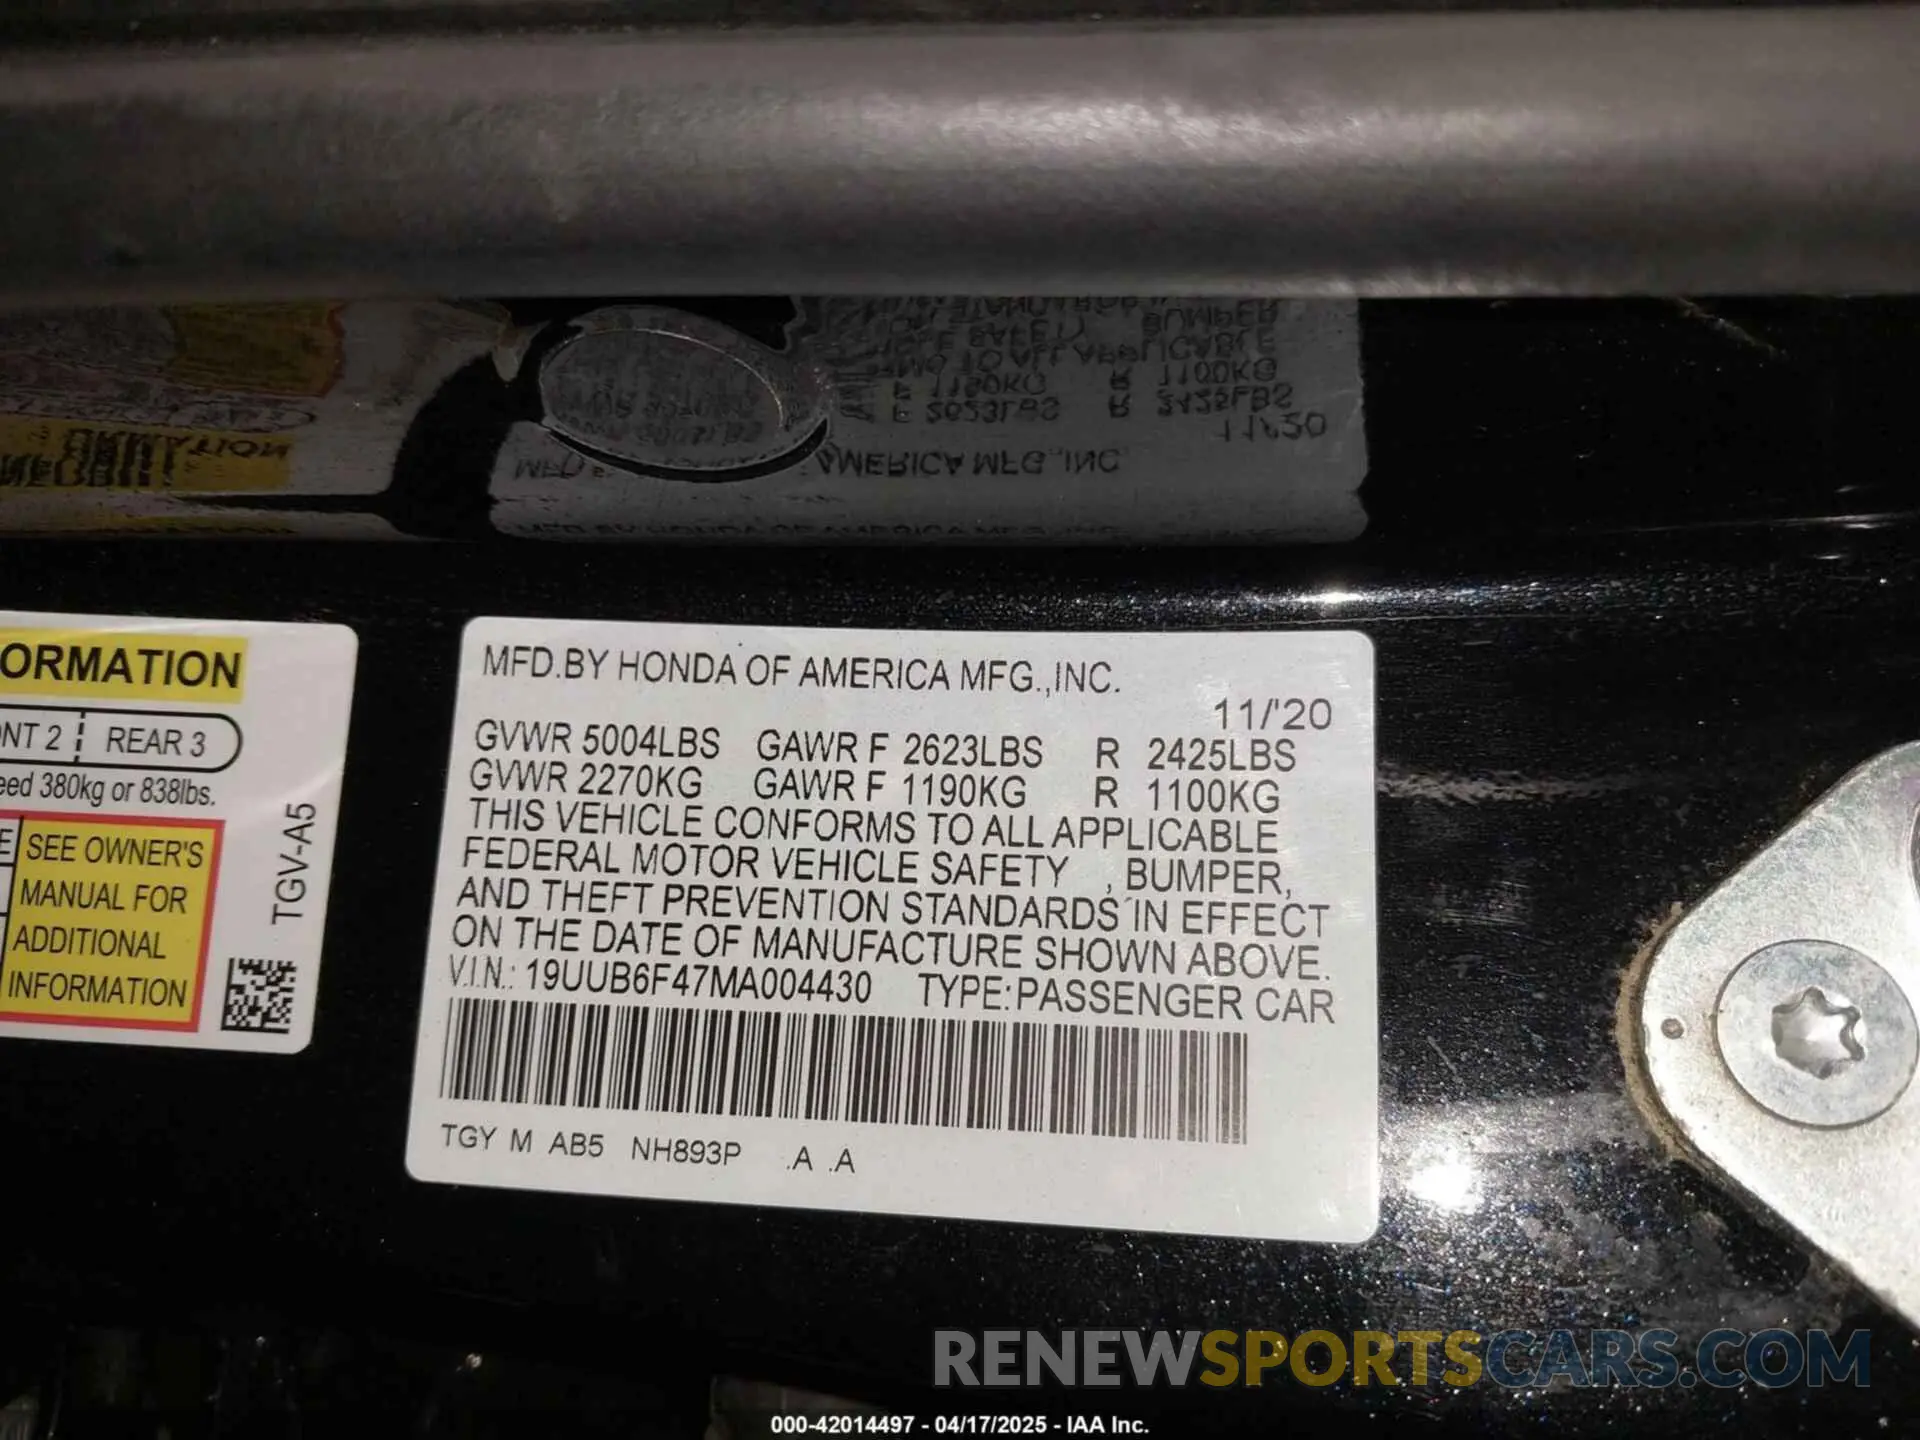 AMERICA MFG.,INC.
ORMATION
NT 2 REAR 3
eed 380kg or 838lbs.
E SEE OWNER'S
MANUAL FOR
ADDITIONAL
INFORMATION
TGV-A5
MFD.BY HONDA OF AMERICA MFG.,INC.
11/'20
GVWR 5004LBS GAWR F 2623LBS R 2425LBS
GVWR 2270KG GAWR F 1190KG R 1100KG
THIS VEHICLE CONFORMS TO ALL APPLICABLE
FEDERAL MOTOR VEHICLE SAFETY , BUMPER,
AND THEFT PREVENTION STANDARDS IN EFFECT
ON THE DATE OF MANUFACTURE SHOWN ABOVE.
V.I.N.: 19UUB6F47MA004430 TYPE:PASSENGER CAR
TGY M AB5 NH893P .A .A
RENEWSPORTSCARS.COM
000-42014497 - 04/17/2025 - IAA Inc.